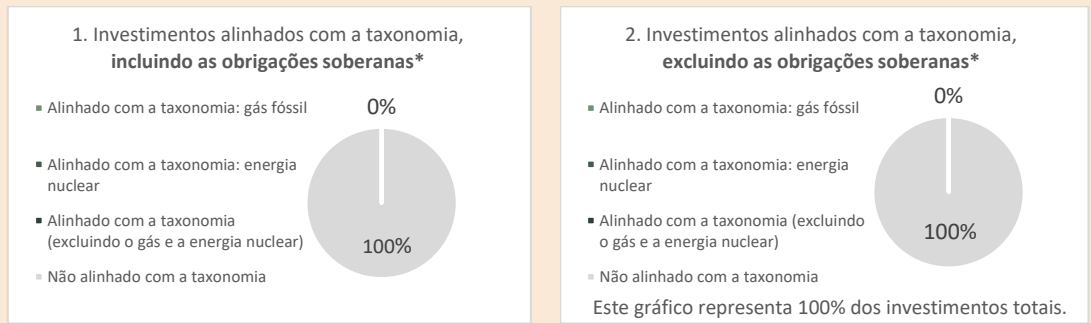 1. Investimentos alinhados com a taxonomia,
incluindo as obrigações soberanas*
Alinhado com a taxonomia: gás fóssil
Alinhado com a taxonomia: energia
nuclear
Alinhado com a taxonomia
(excluindo o gás e a energia nuclear)
Não alinhado com a taxonomia
0%
100%
2. Investimentos alinhados com a taxonomia,
excluindo as obrigações soberanas*
Alinhado com a taxonomia: gás fóssil
Alinhado com a taxonomia: energia
nuclear
Alinhado com a taxonomia (excluindo
o gás e a energia nuclear)
Não alinhado com a taxonomia
0%
100%
Este gráfico representa 100% dos investimentos totais.